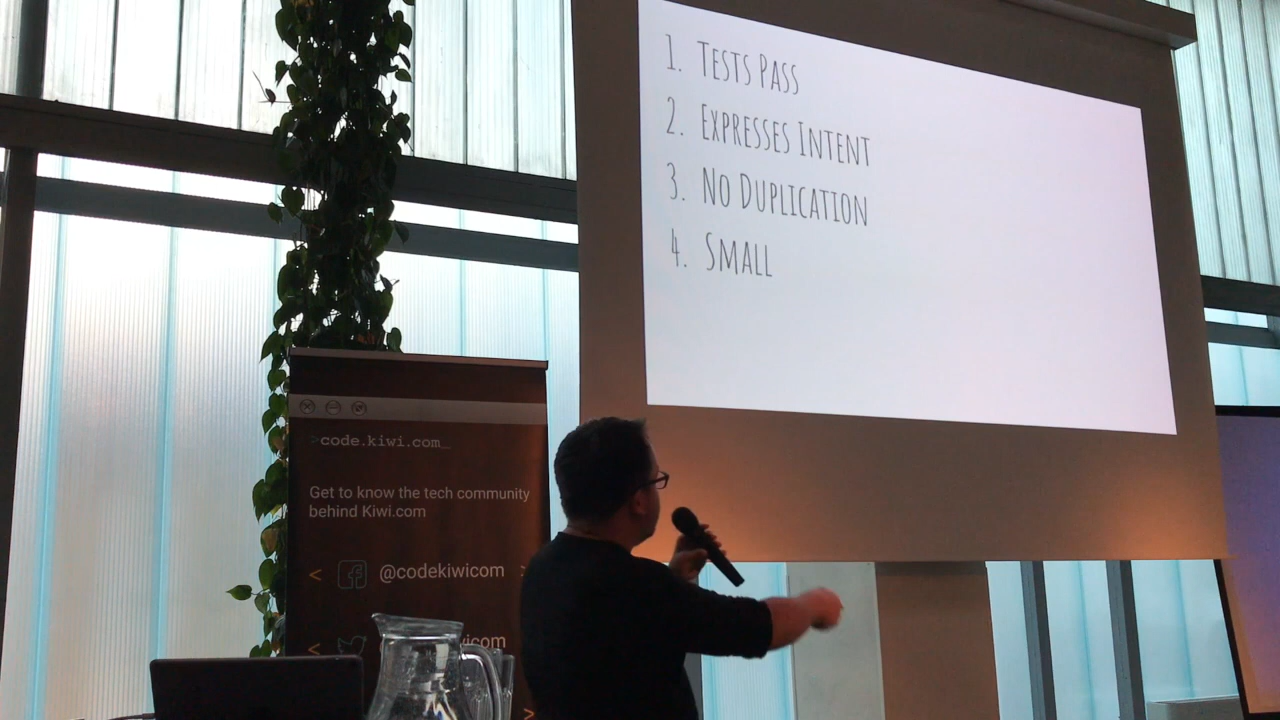 1. TESTS PASS
2. EXPRESSES INTENT
3. NO DUPLICATION
4. SMALL
>code.kiwi.com_
Get to know the tech community
behind Kiwi.com
< @codekiwicom >
<
>